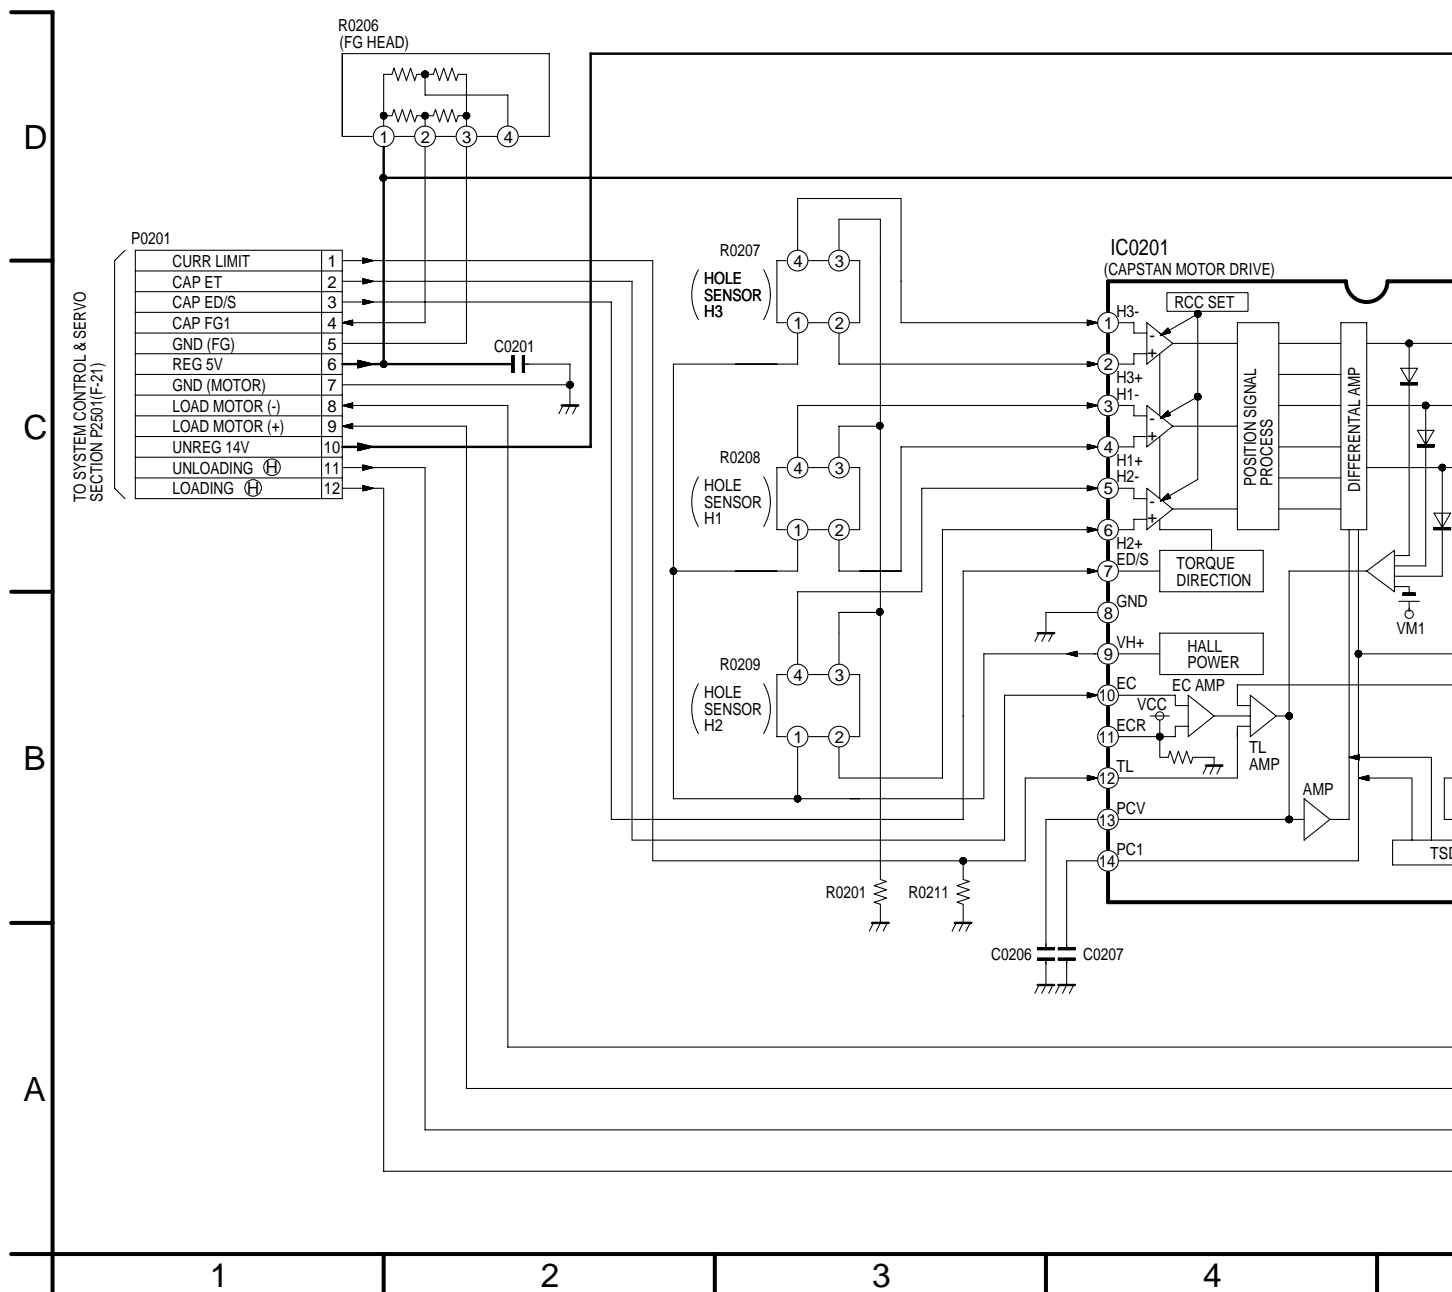 R0206
(FG HEAD)
1 2 3 4
D
P0201
TO SYSTEM CONTROL & SERVO
SECTION P2501(F-21)
CURR LIMIT 1
CAP ET 2
CAP ED/S 3
CAP FG1 4
GND (FG) 5
REG 5V 6
GND (MOTOR) 7
LOAD MOTOR (-) 8
LOAD MOTOR (+) 9
UNREG 14V 10
UNLOADING H 11
LOADING H 12
C0201
C
R0207
(HOLE
SENSOR
H3)
4 3
1 2
R0208
(HOLE
SENSOR
H1)
4 3
1 2
R0209
(HOLE
SENSOR
H2)
4 3
1 2
IC0201
(CAPSTAN MOTOR DRIVE)
RCC SET
1 H3-
2 H3+
3 H1-
4 H1+
5 H2-
6 H2+
7 ED/S
8 GND
9 VH+
10 EC
11 ECR
12 TL
13 PCV
14 PC1
- +
- +
- +
POSITION SIGNAL
PROCESS
DIFFERENTAL AMP
TORQUE
DIRECTION
VM1
HALL
POWER
EC AMP
VCC
TL
AMP
AMP
TSD
B
R0201
R0211
C0206
C0207
A
1 2 3 4